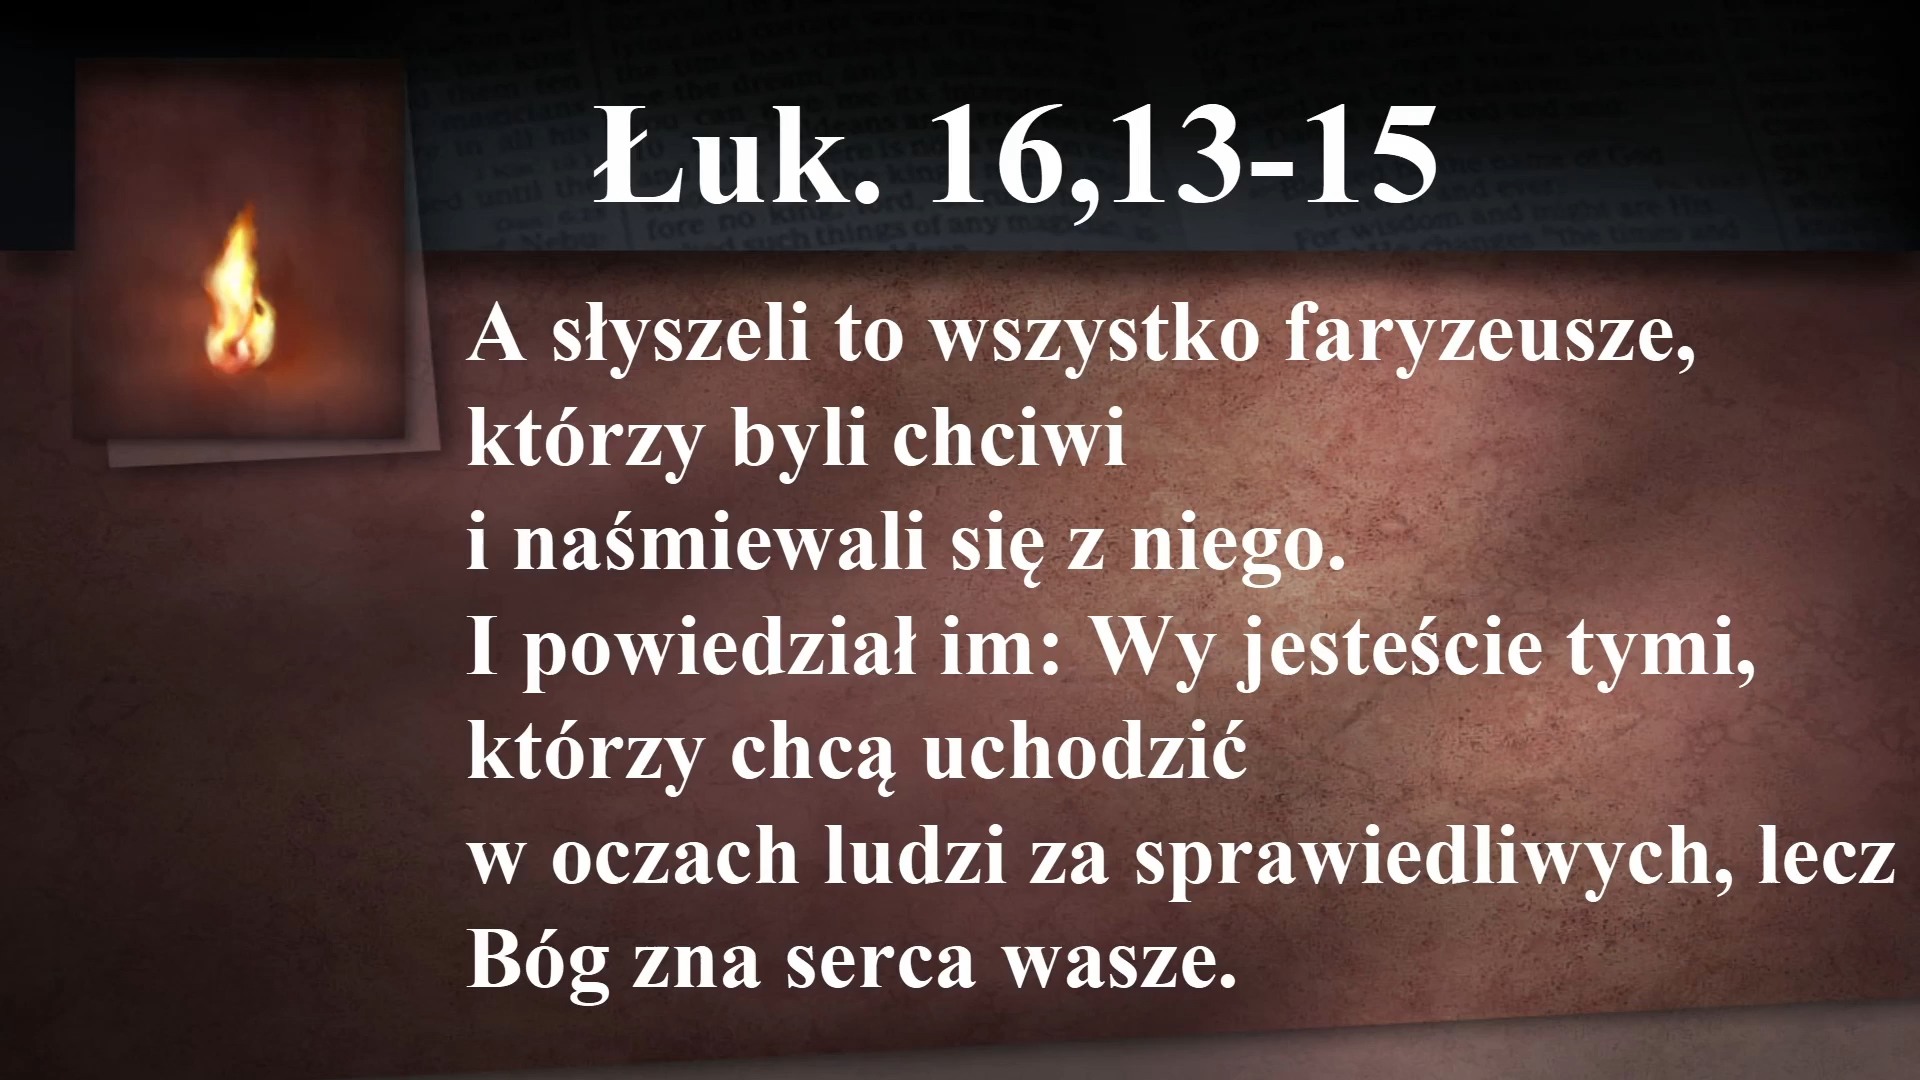 Łuk. 16,13-15
A słyszeli to wszystko faryzeusze,
którzy byli chciwi
i naśmiewali się z niego.
I powiedział im: Wy jesteście tymi,
którzy chcą uchodzić
w oczach ludzi za sprawiedliwych, lecz
Bóg zna serca wasze.